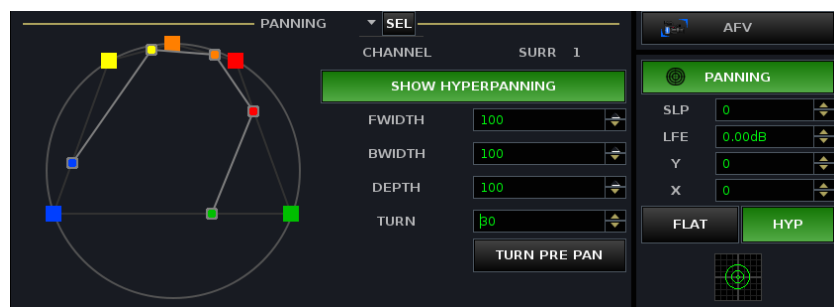 PANNING
SEL
CHANNEL SURR 1
SHOW HYPERPANNING
FWIDTH 100
BWIDTH 100
DEPTH 100
TURN 30
TURN PRE PAN
AFV
PANNING
SLP 0
LFE 0.00dB
Y 0
X 0
FLAT HYP